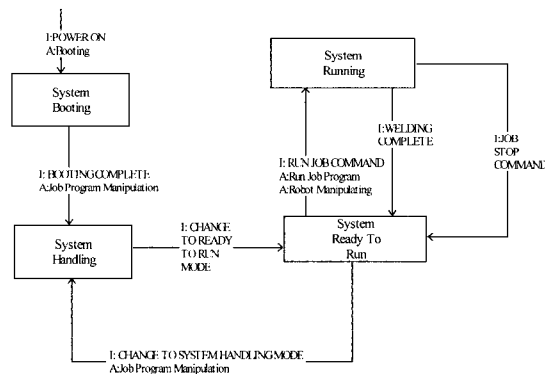 I:POWER ON
A:Booting
System
Booting
System
Running
I:WELDING
COMPLETE
I:JOB
STOP
COMMAND
I: BOOTING COMPLETE
A:Job Program Manipulation
I: RUN JOB COMMAND
A:Run Job Program
A:Robot Manipulating
System
Handling
I: CHANGE
TO READY
TO RUN
MODE
System
Ready To
Run
I: CHANGE TO SYSTEM HANDLING MODE
A:Job Program Manipulation